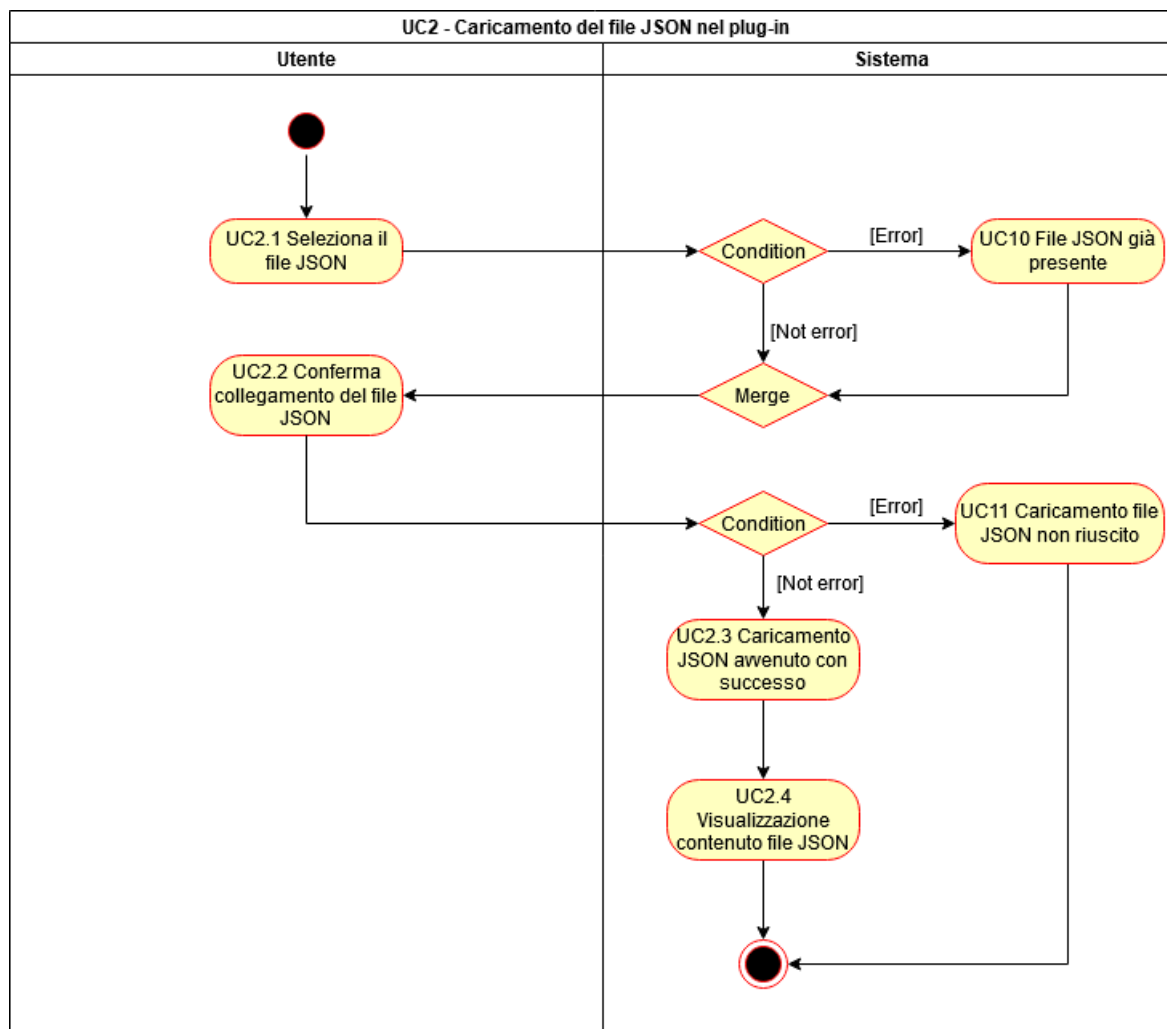 UC2 - Caricamento del file JSON nel plug-in
Utente
Sistema
UC2.1 Seleziona il
file JSON
Condition
[Error]
UC10 File JSON già
presente
[Not error]
UC2.2 Conferma
collegamento del file
JSON
Merge
Condition
[Error]
UC11 Caricamento file
JSON non riuscito
[Not error]
UC2.3 Caricamento
JSON avvenuto con
successo
UC2.4
Visualizzazione
contenuto file JSON